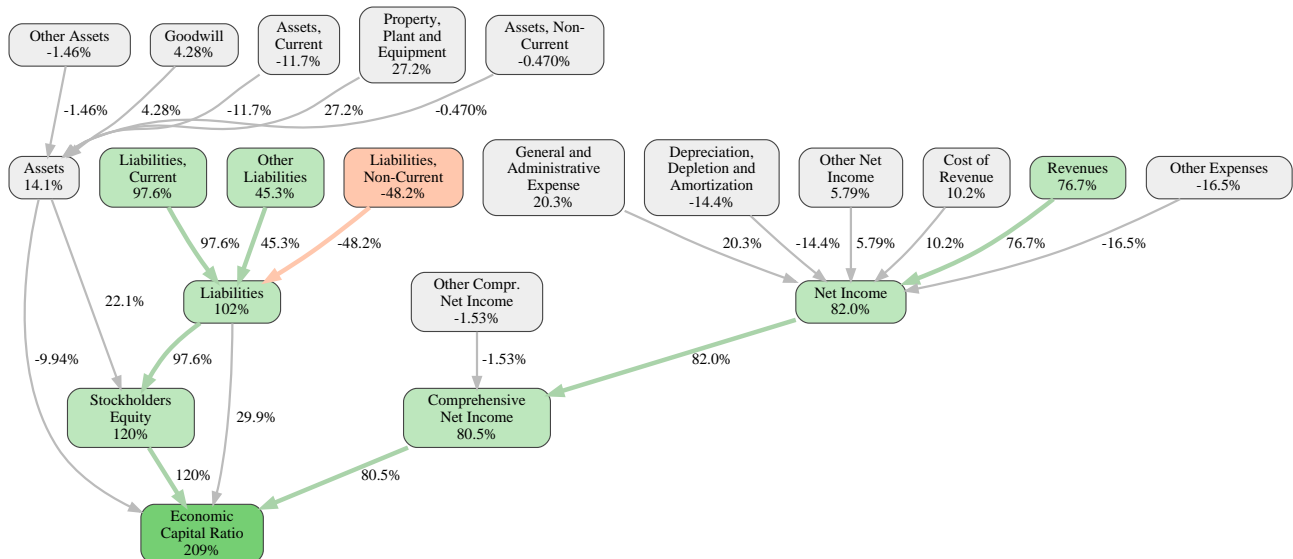 Other Assets
-1.46%
Goodwill
4.28%
Assets,
Current
-11.7%
Property,
Plant and
Equipment
27.2%
Assets, Non-
Current
-0.470%
-1.46%
4.28%
-11.7%
27.2%
-0.470%
Assets
14.1%
Liabilities,
Current
97.6%
Other
Liabilities
45.3%
Liabilities,
Non-Current
-48.2%
General and
Administrative
Expense
20.3%
Depreciation,
Depletion and
Amortization
-14.4%
Other Net
Income
5.79%
Cost of
Revenue
10.2%
Revenues
76.7%
Other Expenses
-16.5%
97.6%
45.3%
-48.2%
20.3%
-14.4%
5.79%
10.2%
76.7%
-16.5%
Liabilities
102%
Other Compr.
Net Income
-1.53%
Net Income
82.0%
22.1%
-9.94%
97.6%
-1.53%
82.0%
Stockholders
Equity
120%
29.9%
Comprehensive
Net Income
80.5%
120%
80.5%
Economic
Capital Ratio
209%